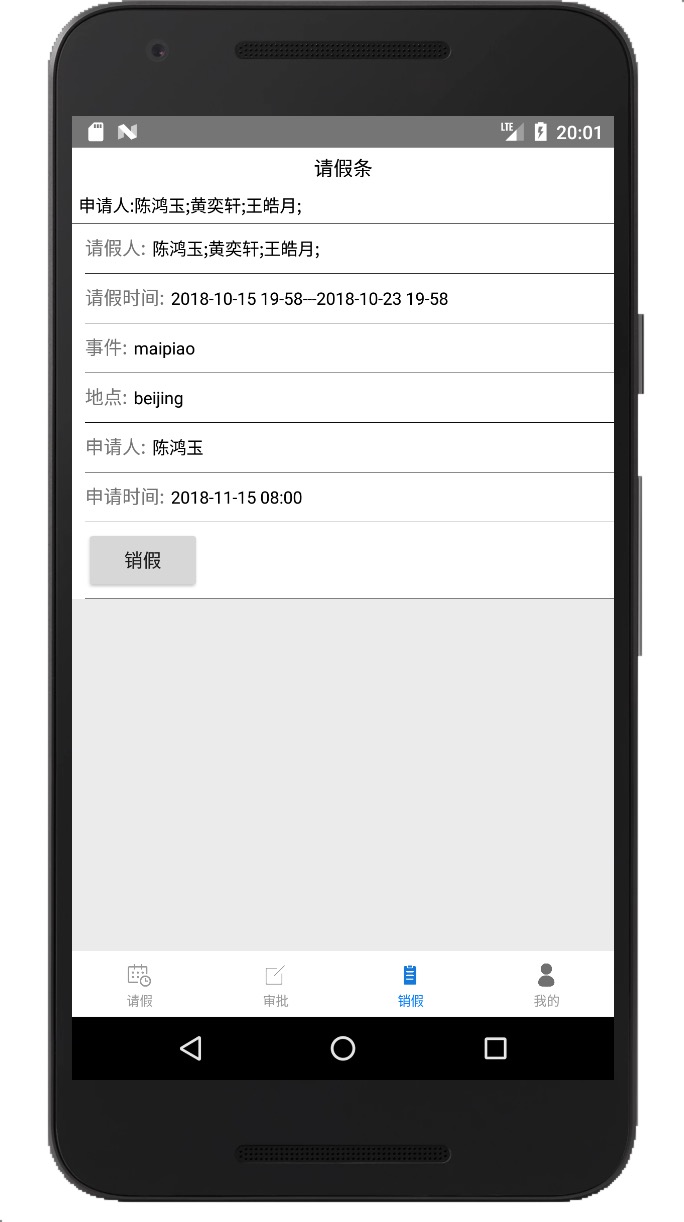 LTE 20:01
请假条
申请人:陈鸿玉;黄奕轩;王皓月;
请假人: 陈鸿玉;黄奕轩;王皓月;
请假时间: 2018-10-15 19-58---2018-10-23 19-58
事件: maipiao
地点: beijing
申请人: 陈鸿玉
申请时间: 2018-11-15 08:00
销假
请假 审批 销假 我的